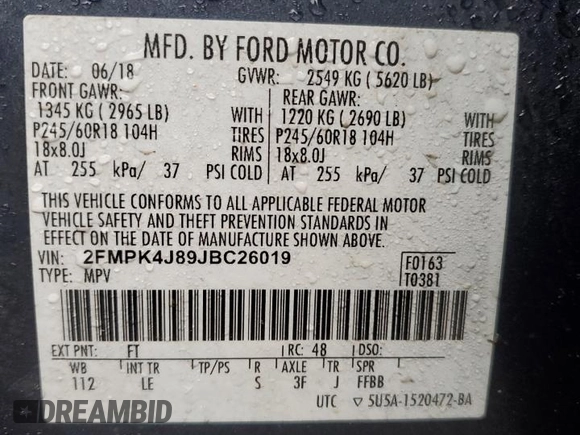 MFD. BY FORD MOTOR CO.
DATE: 06/18 GVWR: 2549 KG (5620 LB)
FRONT GAWR: REAR GAWR:
1345 KG (2965 LB) WITH 1220 KG (2690 LB) WITH
P245/60R18 104H TIRES P245/60R18 104H TIRES
18x8.0J RIMS 18x8.0J RIMS
AT 255 kPa/ 37 PSI COLD AT 255 kPa/ 37 PSI COLD
THIS VEHICLE CONFORMS TO ALL APPLICABLE FEDERAL MOTOR
VEHICLE SAFETY AND THEFT PREVENTION STANDARDS IN
EFFECT ON THE DATE OF MANUFACTURE SHOWN ABOVE.
VIN: 2FMPK4J89JBC26019 F0163
TYPE: MPV T0381
EXT PNT: FT RC: 48 DSO:
WB INT TR TP/PS R AXLE TR SPR
112 LE S 3F J FFBB
UTC ▽ 5U5A-1520472-BA
DREAMBID